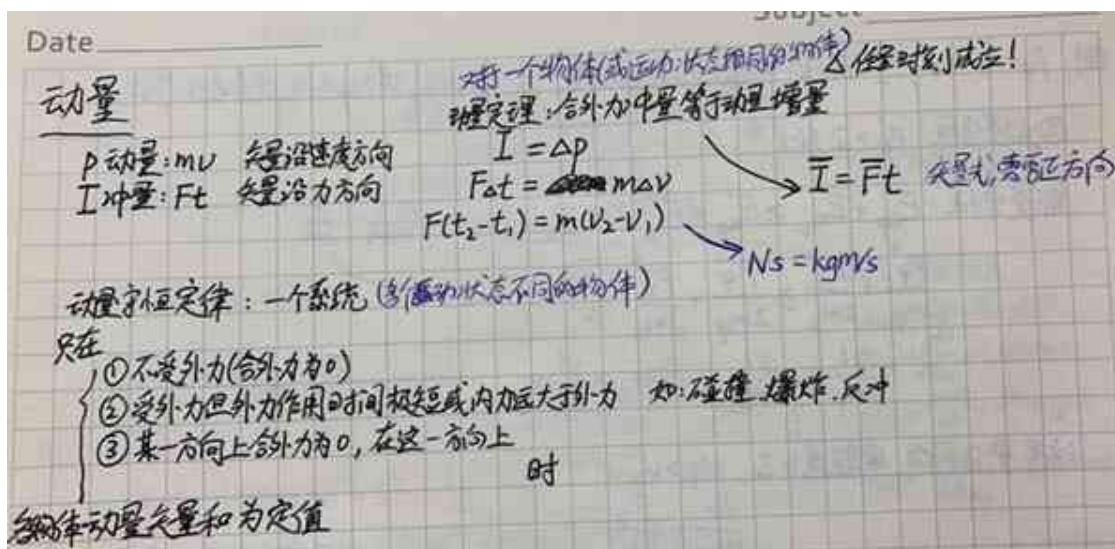 Date
动量
对于一个物体(或运动状态相同的物体) △任意时刻成立!
动量定理:合外力冲量等于动量增量
p 动量:mv 矢量沿速度方向
I 冲量:Ft 矢量沿力方向
I = Δp
FΔt = mΔv
F(t₂-t₁) = m(v₂-v₁)
I̅ = F̅t 矢量式,需要正方向
Ns = kgm/s
动量守恒定律:一个系统(多个运动状态不同的物体)
只在
①不受外力(合外力为0)
②受外力但外力作用时间极短或内力远大于外力 如:碰撞.爆炸.反冲
③某一方向上合外力为0,在这一方向上
时
各物体动量矢量和为定值